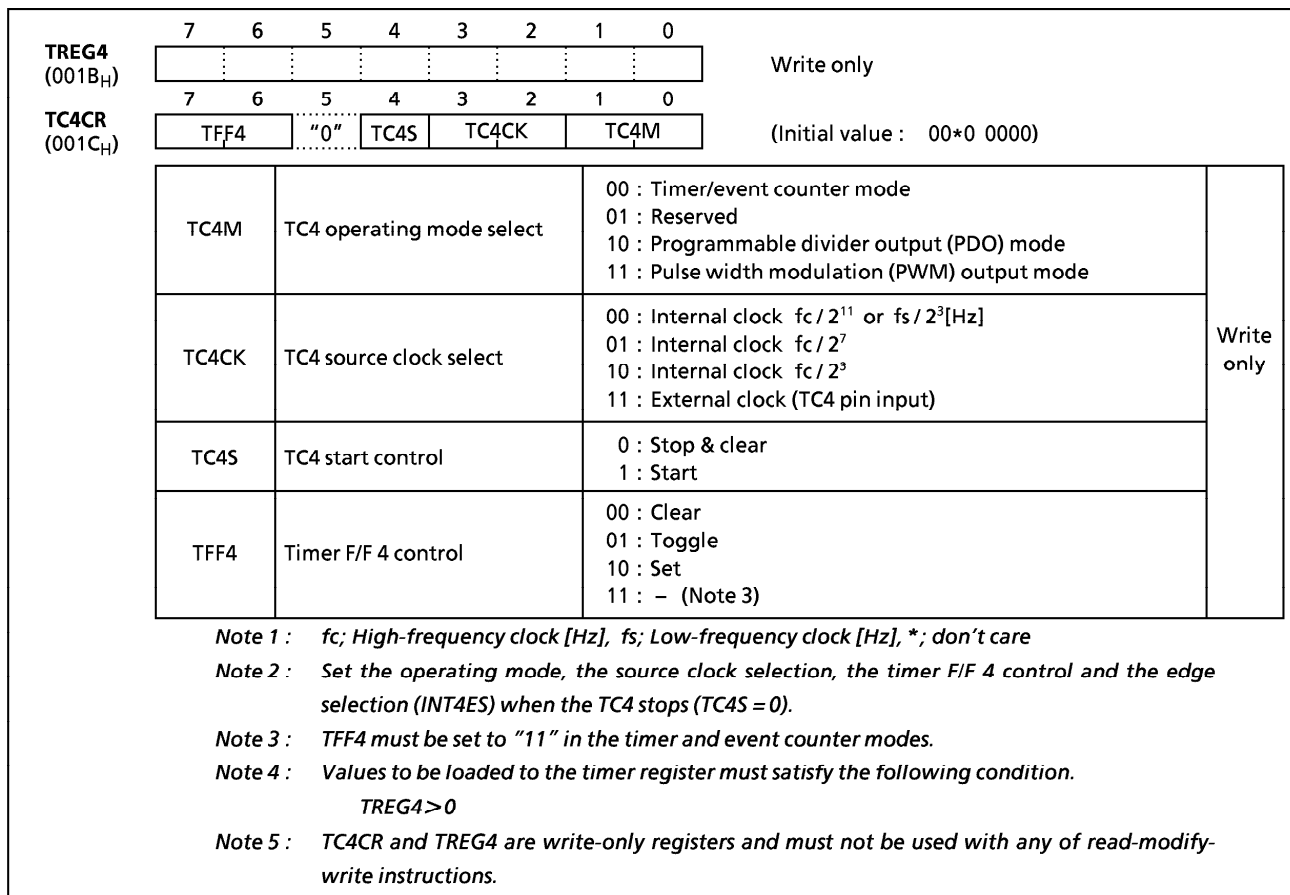 7 6 5 4 3 2 1 0
TREG4
(001BH) Write only
7 6 5 4 3 2 1 0
TC4CR
(001CH) TFF4 "0" TC4S TC4CK TC4M (Initial value : 00*0 0000)
TC4M TC4 operating mode select
00 : Timer/event counter mode
01 : Reserved
10 : Programmable divider output (PDO) mode
11 : Pulse width modulation (PWM) output mode
Write only
TC4CK TC4 source clock select
00 : Internal clock fc / 2¹¹ or fs / 2³[Hz]
01 : Internal clock fc / 2⁷
10 : Internal clock fc / 2³
11 : External clock (TC4 pin input)
TC4S TC4 start control
0 : Stop & clear
1 : Start
TFF4 Timer F/F 4 control
00 : Clear
01 : Toggle
10 : Set
11 : – (Note 3)
Note 1 : fc; High-frequency clock [Hz], fs; Low-frequency clock [Hz], *; don't care
Note 2 : Set the operating mode, the source clock selection, the timer F/F 4 control and the edge
selection (INT4ES) when the TC4 stops (TC4S = 0).
Note 3 : TFF4 must be set to "11" in the timer and event counter modes.
Note 4 : Values to be loaded to the timer register must satisfy the following condition.
TREG4>0
Note 5 : TC4CR and TREG4 are write-only registers and must not be used with any of read-modify-
write instructions.